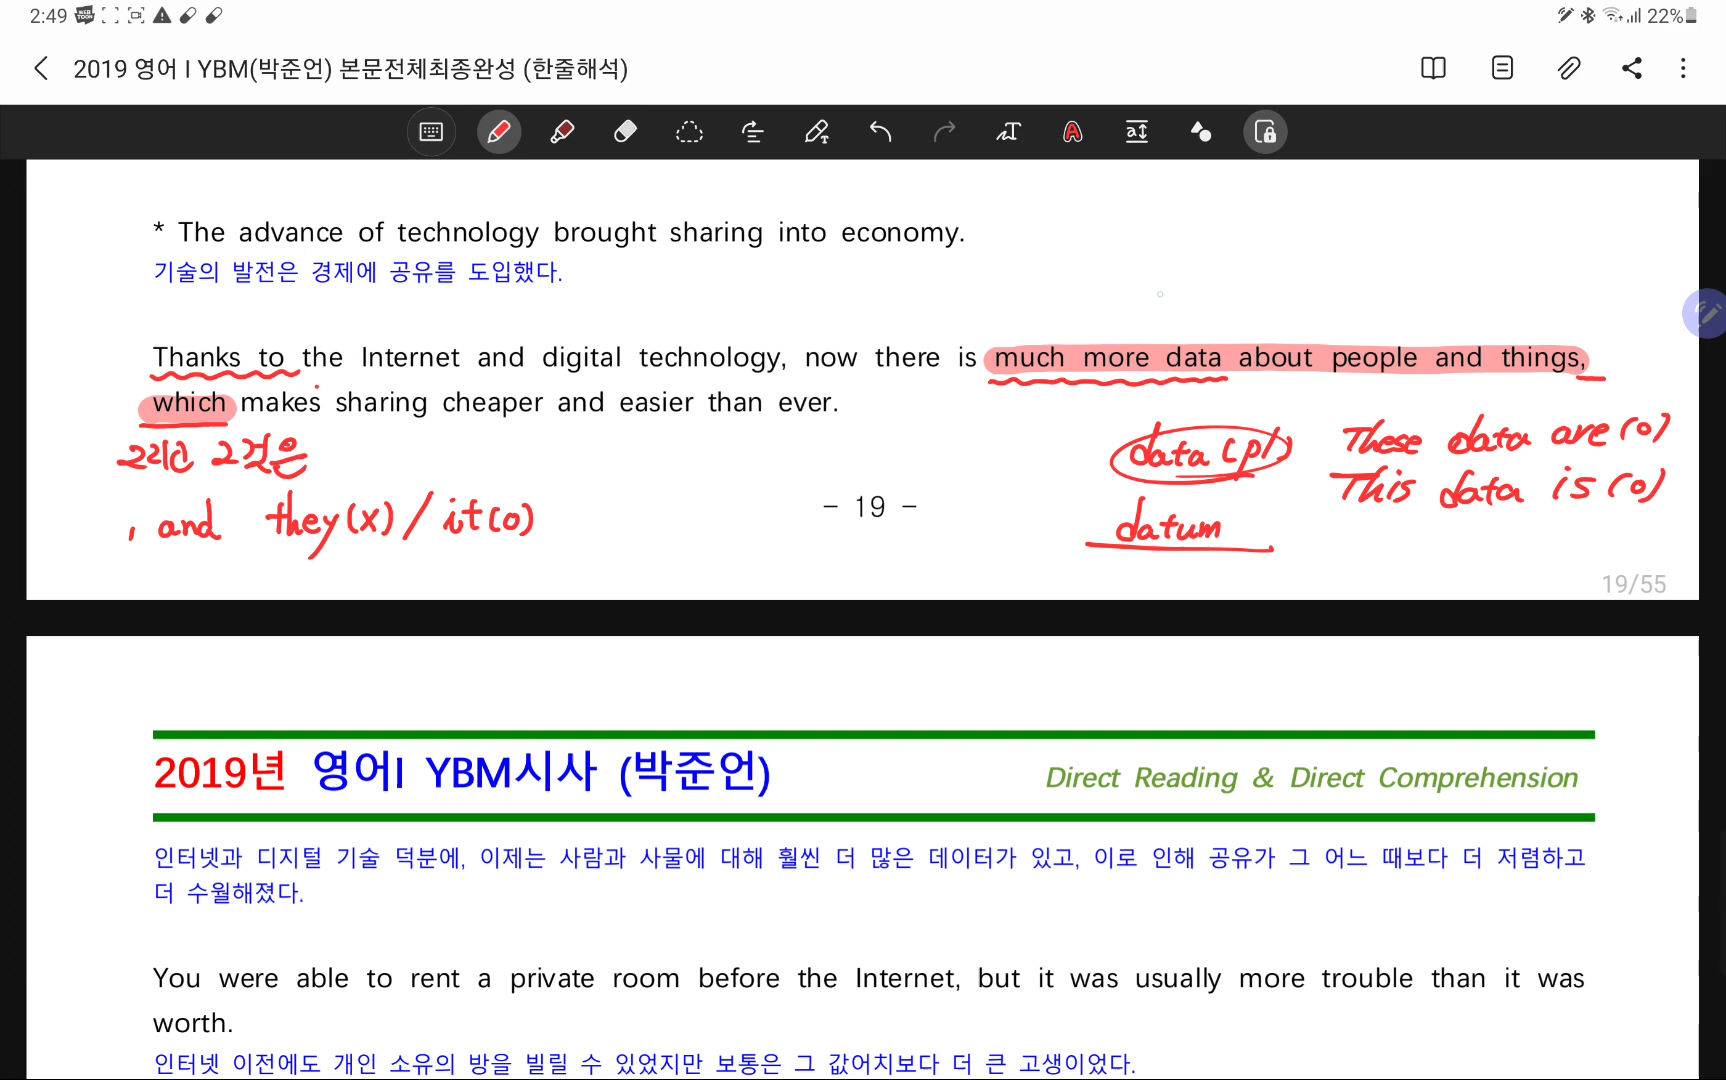 2:49 22%
2019 영어 I YBM(박준언) 본문전체최종완성 (한줄해석)
* The advance of technology brought sharing into economy.
기술의 발전은 경제에 공유를 도입했다.
Thanks to the Internet and digital technology, now there is much more data about people and things,
which makes sharing cheaper and easier than ever.
그리고 그것은
, and they(x) / it(o)
data (pl)
datum
These data are (o)
This data is (o)
- 19 -
19/55
2019년 영어I YBM시사 (박준언) Direct Reading & Direct Comprehension
인터넷과 디지털 기술 덕분에, 이제는 사람과 사물에 대해 훨씬 더 많은 데이터가 있고, 이로 인해 공유가 그 어느 때보다 더 저렴하고
더 수월해졌다.
You were able to rent a private room before the Internet, but it was usually more trouble than it was
worth.
인터넷 이전에도 개인 소유의 방을 빌릴 수 있었지만 보통은 그 값어치보다 더 큰 고생이었다.